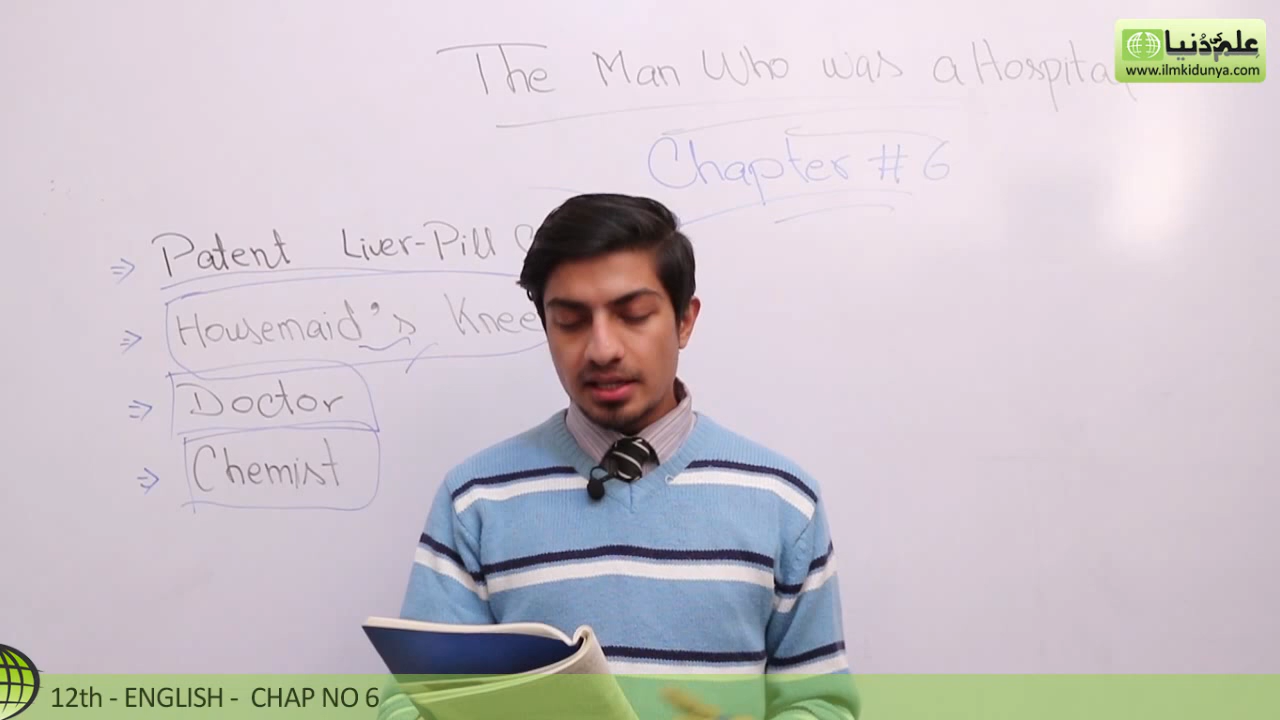 علم کی دُنیا
www.ilmkidunya.com
The Man Who was a Hospital
Chapter # 6
⇒ Patent Liver-Pill
⇒ Housemaid's Knee
⇒ Doctor
⇒ Chemist
12th - ENGLISH - CHAP NO 6